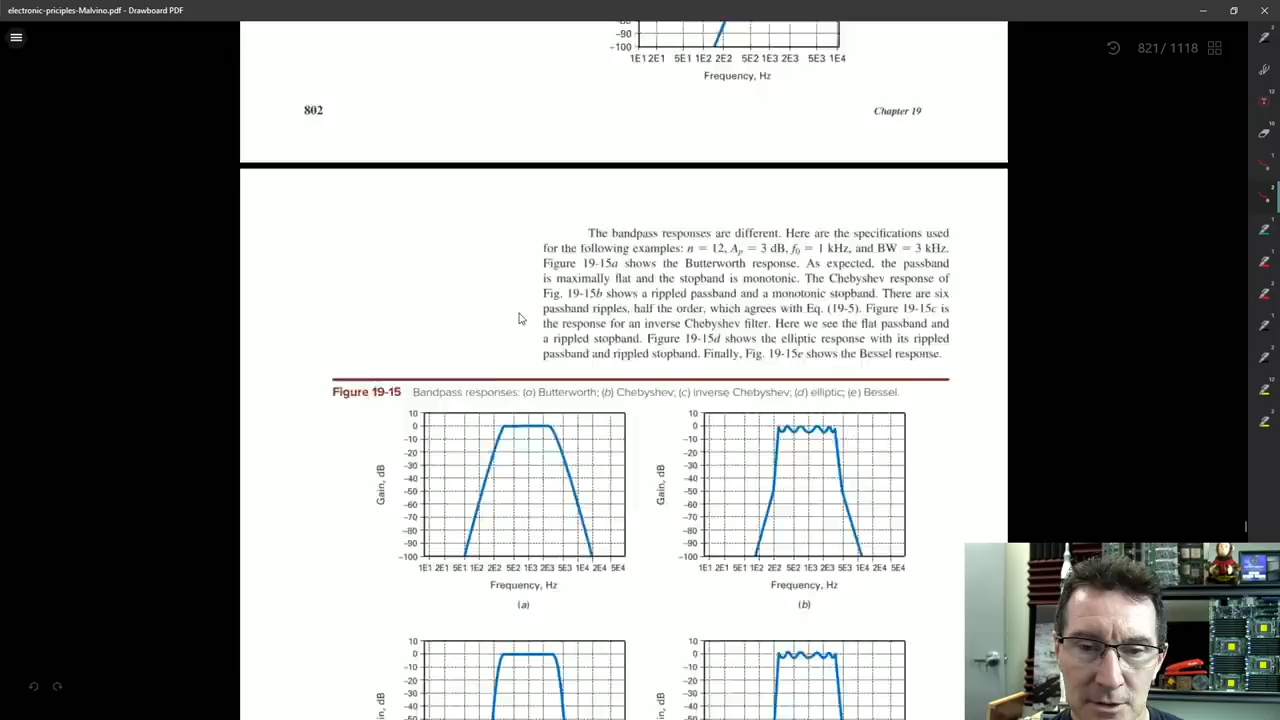 electronic-priciples-Malvino.pdf - Drawboard PDF
821 / 1118
-90
-100
1E1 2E1 5E1 1E2 2E2 5E2 1E3 2E3 5E3 1E4
Frequency, Hz
802
Chapter 19
The bandpass responses are different. Here are the specifications used
for the following examples: n = 12, Ap = 3 dB, f0 = 1 kHz, and BW = 3 kHz.
Figure 19-15a shows the Butterworth response. As expected, the passband
is maximally flat and the stopband is monotonic. The Chebyshev response of
Fig. 19-15b shows a rippled passband and a monotonic stopband. There are six
passband ripples, half the order, which agrees with Eq. (19-5). Figure 19-15c is
the response for an inverse Chebyshev filter. Here we see the flat passband and
a rippled stopband. Figure 19-15d shows the elliptic response with its rippled
passband and rippled stopband. Finally, Fig. 19-15e shows the Bessel response.
Figure 19-15 Bandpass responses: (a) Butterworth; (b) Chebyshev; (c) inverse Chebyshev; (d) elliptic; (e) Bessel.
10
0
-10
-20
-30
-40
-50
-60
-70
-80
-90
-100
Gain, dB
1E1 2E1 5E1 1E2 2E2 5E2 1E3 2E3 5E3 1E4 2E4 5E4
Frequency, Hz
(a)
10
0
-10
-20
-30
-40
-50
-60
-70
-80
-90
-100
Gain, dB
1E1 2E1 5E1 1E2 2E2 5E2 1E3 2E3 5E3 1E4 2E4 5E4
Frequency, Hz
(b)
10
0
-10
-20
-30
-40
10
0
-10
-20
-30
-40